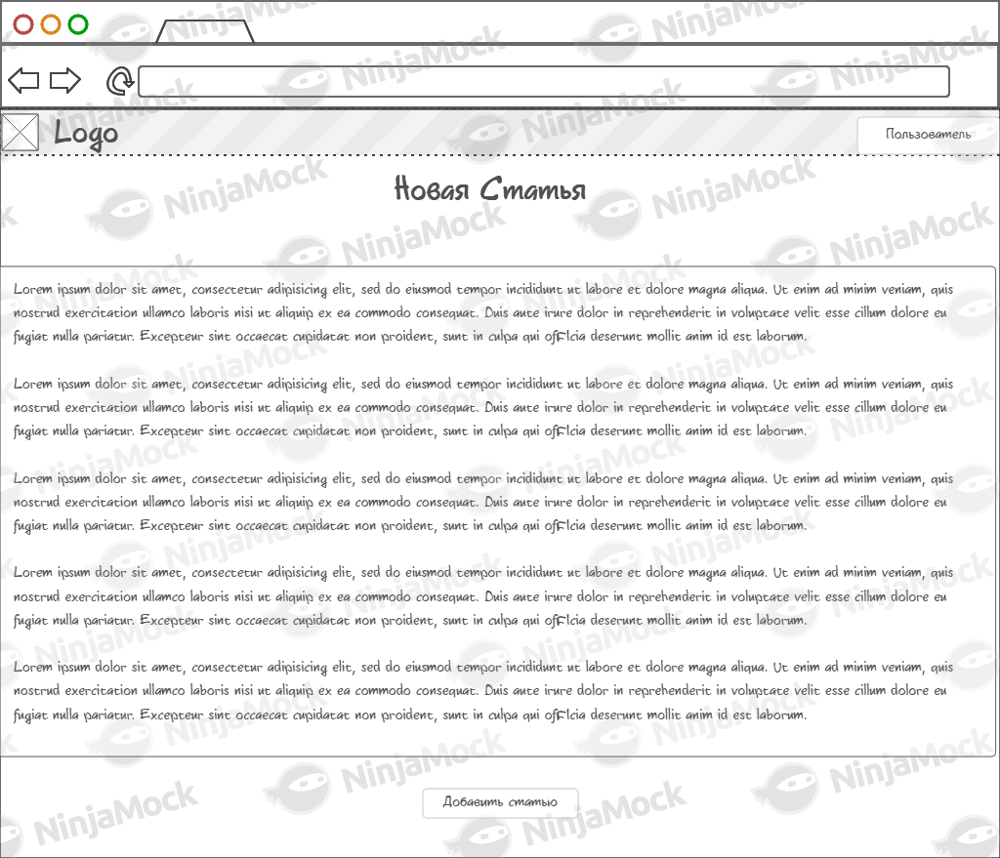 Logo
Пользователь
Новая Статья
Lorem ipsum dolor sit amet, consectetur adipisicing elit, sed do eiusmod tempor incididunt ut labore et dolore magna aliqua. Ut enim ad minim veniam, quis
nostrud exercitation ullamco laboris nisi ut aliquip ex ea commodo consequat. Duis aute irure dolor in reprehenderit in voluptate velit esse cillum dolore eu
fugiat nulla pariatur. Excepteur sint occaecat cupidatat non proident, sunt in culpa qui officia deserunt mollit anim id est laborum.
Lorem ipsum dolor sit amet, consectetur adipisicing elit, sed do eiusmod tempor incididunt ut labore et dolore magna aliqua. Ut enim ad minim veniam, quis
nostrud exercitation ullamco laboris nisi ut aliquip ex ea commodo consequat. Duis aute irure dolor in reprehenderit in voluptate velit esse cillum dolore eu
fugiat nulla pariatur. Excepteur sint occaecat cupidatat non proident, sunt in culpa qui officia deserunt mollit anim id est laborum.
Lorem ipsum dolor sit amet, consectetur adipisicing elit, sed do eiusmod tempor incididunt ut labore et dolore magna aliqua. Ut enim ad minim veniam, quis
nostrud exercitation ullamco laboris nisi ut aliquip ex ea commodo consequat. Duis aute irure dolor in reprehenderit in voluptate velit esse cillum dolore eu
fugiat nulla pariatur. Excepteur sint occaecat cupidatat non proident, sunt in culpa qui officia deserunt mollit anim id est laborum.
Lorem ipsum dolor sit amet, consectetur adipisicing elit, sed do eiusmod tempor incididunt ut labore et dolore magna aliqua. Ut enim ad minim veniam, quis
nostrud exercitation ullamco laboris nisi ut aliquip ex ea commodo consequat. Duis aute irure dolor in reprehenderit in voluptate velit esse cillum dolore eu
fugiat nulla pariatur. Excepteur sint occaecat cupidatat non proident, sunt in culpa qui officia deserunt mollit anim id est laborum.
Lorem ipsum dolor sit amet, consectetur adipisicing elit, sed do eiusmod tempor incididunt ut labore et dolore magna aliqua. Ut enim ad minim veniam, quis
nostrud exercitation ullamco laboris nisi ut aliquip ex ea commodo consequat. Duis aute irure dolor in reprehenderit in voluptate velit esse cillum dolore eu
fugiat nulla pariatur. Excepteur sint occaecat cupidatat non proident, sunt in culpa qui officia deserunt mollit anim id est laborum.
Добавить статью
NinjaMock